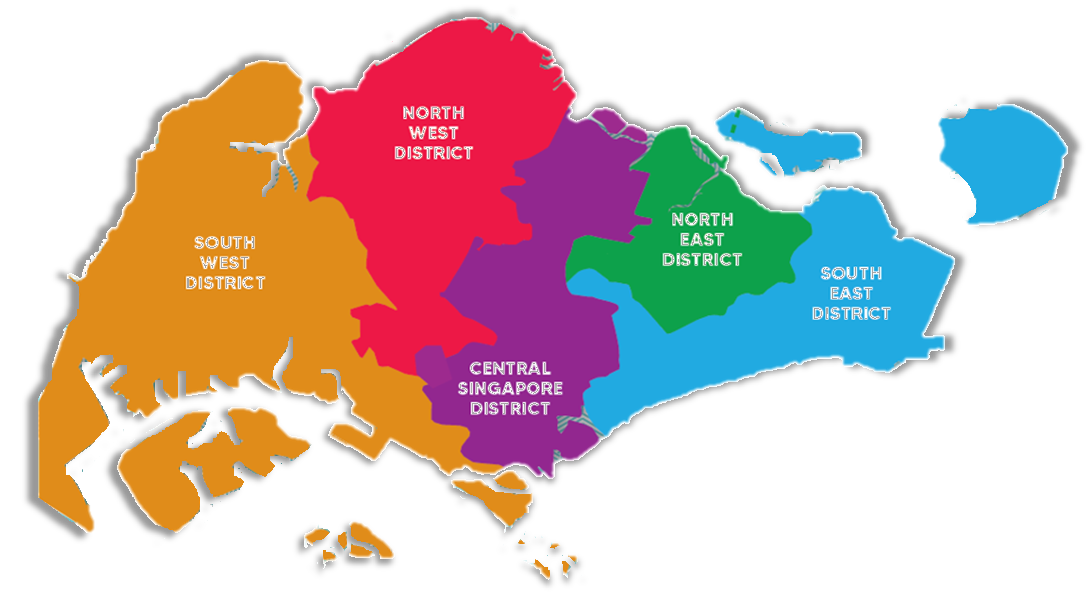 NORTH
WEST
DISTRICT
SOUTH
WEST
DISTRICT
NORTH
EAST
DISTRICT
SOUTH
EAST
DISTRICT
CENTRAL
SINGAPORE
DISTRICT